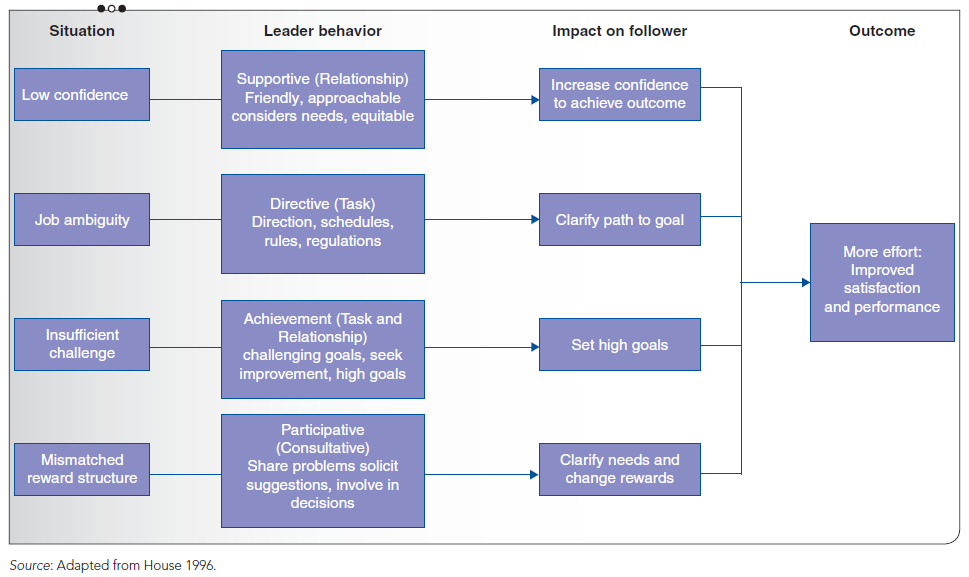 Situation
Leader behavior
Impact on follower
Outcome
Low confidence
Supportive (Relationship)
Friendly, approachable
considers needs, equitable
Increase confidence
to achieve outcome
Job ambiguity
Directive (Task)
Direction, schedules,
rules, regulations
Clarify path to goal
More effort:
Improved
satisfaction
and performance
Insufficient
challenge
Achievement (Task and
Relationship)
challenging goals, seek
improvement, high goals
Set high goals
Mismatched
reward structure
Participative
(Consultative)
Share problems solicit
suggestions, involve in
decisions
Clarify needs and
change rewards
Source: Adapted from House 1996.